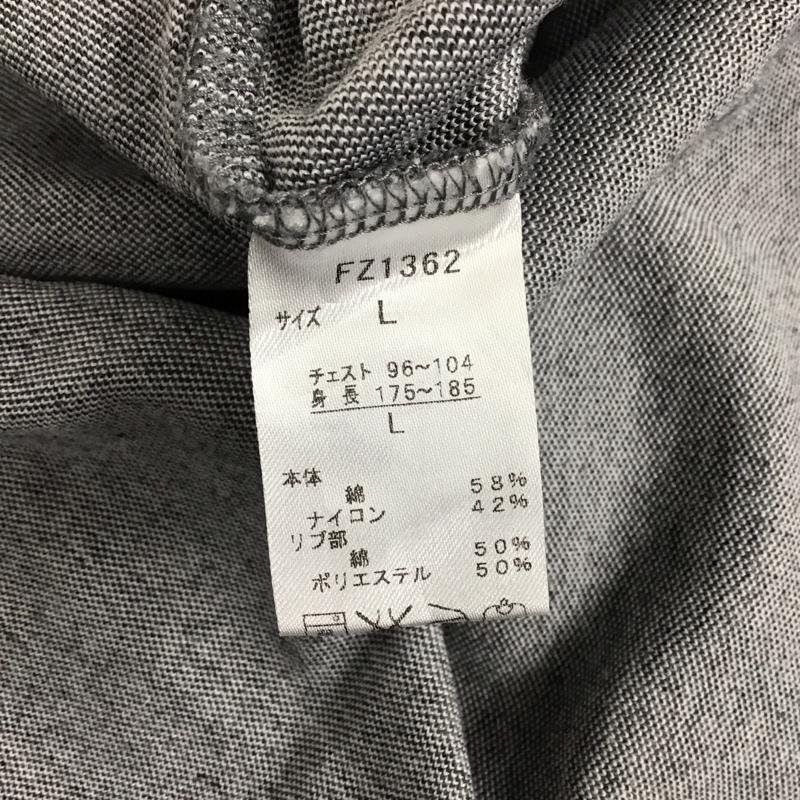 FZ1362
サイズ L
チェスト 96~104
身長 175~185
L
本体
綿 58%
ナイロン 42%
リブ部
綿 50%
ポリエステル 50%